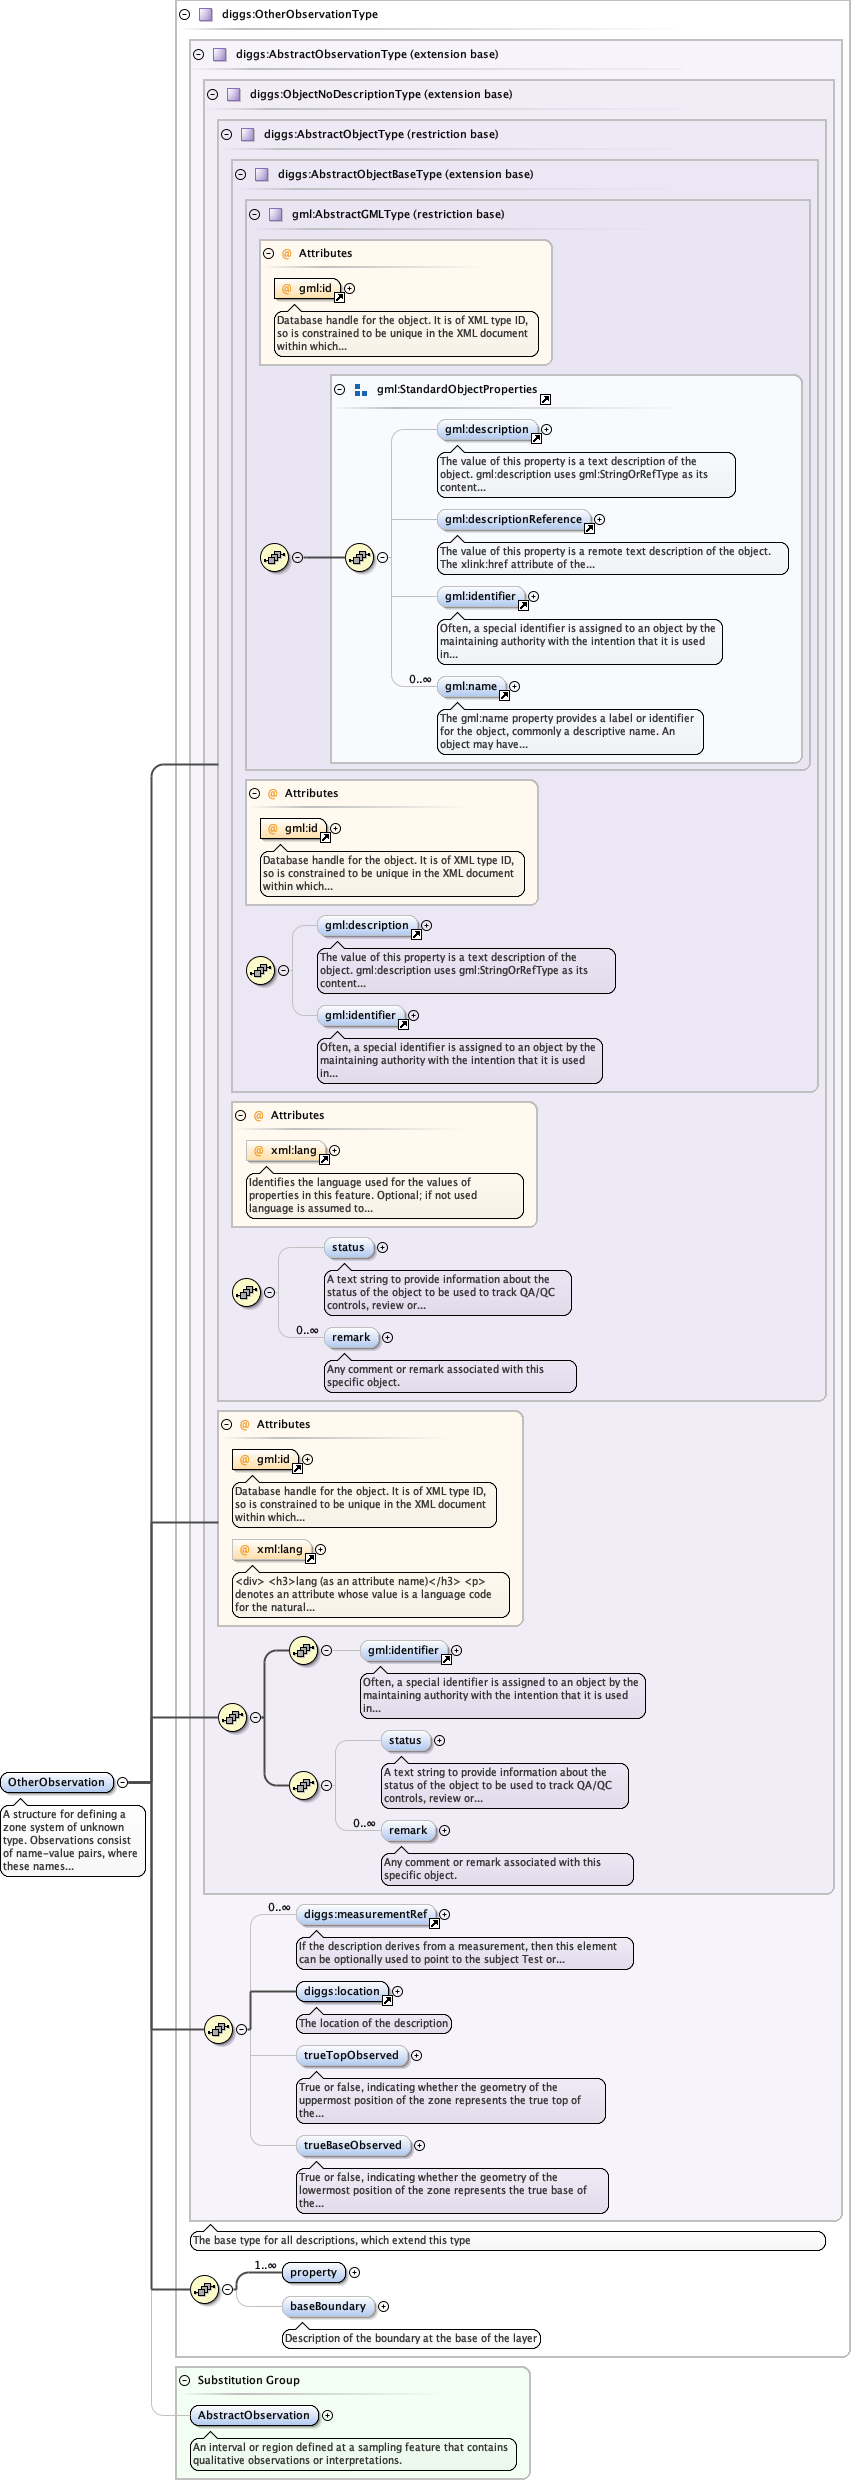 diggs:OtherObservationType
diggs:AbstractObservationType (extension base)
diggs:ObjectNoDescriptionType (extension base)
diggs:AbstractObjectType (restriction base)
diggs:AbstractObjectBaseType (extension base)
gml:AbstractGMLType (restriction base)
@ Attributes
@ gml:id
Database handle for the object. It is of XML type ID,
so is constrained to be unique in the XML document
within which...
gml:StandardObjectProperties
gml:description
The value of this property is a text description of the
object. gml:description uses gml:StringOrRefType as its
content...
gml:descriptionReference
The value of this property is a remote text description of the object.
The xlink:href attribute of the...
gml:identifier
Often, a special identifier is assigned to an object by the
maintaining authority with the intention that it is used
in...
0..∞
gml:name
The gml:name property provides a label or identifier
for the object, commonly a descriptive name. An
object may have...
@ Attributes
@ gml:id
Database handle for the object. It is of XML type ID,
so is constrained to be unique in the XML document
within which...
gml:description
The value of this property is a text description of the
object. gml:description uses gml:StringOrRefType as its
content...
gml:identifier
Often, a special identifier is assigned to an object by the
maintaining authority with the intention that it is used
in...
@ Attributes
@ xml:lang
Identifies the language used for the values of
properties in this feature. Optional; if not used
language is assumed to...
status
A text string to provide information about the
status of the object to be used to track QA/QC
controls, review or...
0..∞
remark
Any comment or remark associated with this
specific object.
@ Attributes
@ gml:id
Database handle for the object. It is of XML type ID,
so is constrained to be unique in the XML document
within which...
@ xml:lang
<div> <h3>lang (as an attribute name)</h3> <p>
denotes an attribute whose value is a language code
for the natural...
gml:identifier
Often, a special identifier is assigned to an object by the
maintaining authority with the intention that it is used
in...
status
A text string to provide information about the
status of the object to be used to track QA/QC
controls, review or...
0..∞
remark
Any comment or remark associated with this
specific object.
OtherObservation
A structure for defining a
zone system of unknown
type. Observations consist
of name-value pairs, where
these names...
0..∞
diggs:measurementRef
If the description derives from a measurement, then this element
can be optionally used to point to the subject Test or...
diggs:location
The location of the description
trueTopObserved
True or false, indicating whether the geometry of the
uppermost position of the zone represents the true top of
the...
trueBaseObserved
True or false, indicating whether the geometry of the
lowermost position of the zone represents the true base of
the...
The base type for all descriptions, which extend this type
1..∞
property
baseBoundary
Description of the boundary at the base of the layer
Substitution Group
AbstractObservation
An interval or region defined at a sampling feature that contains
qualitative observations or interpretations.